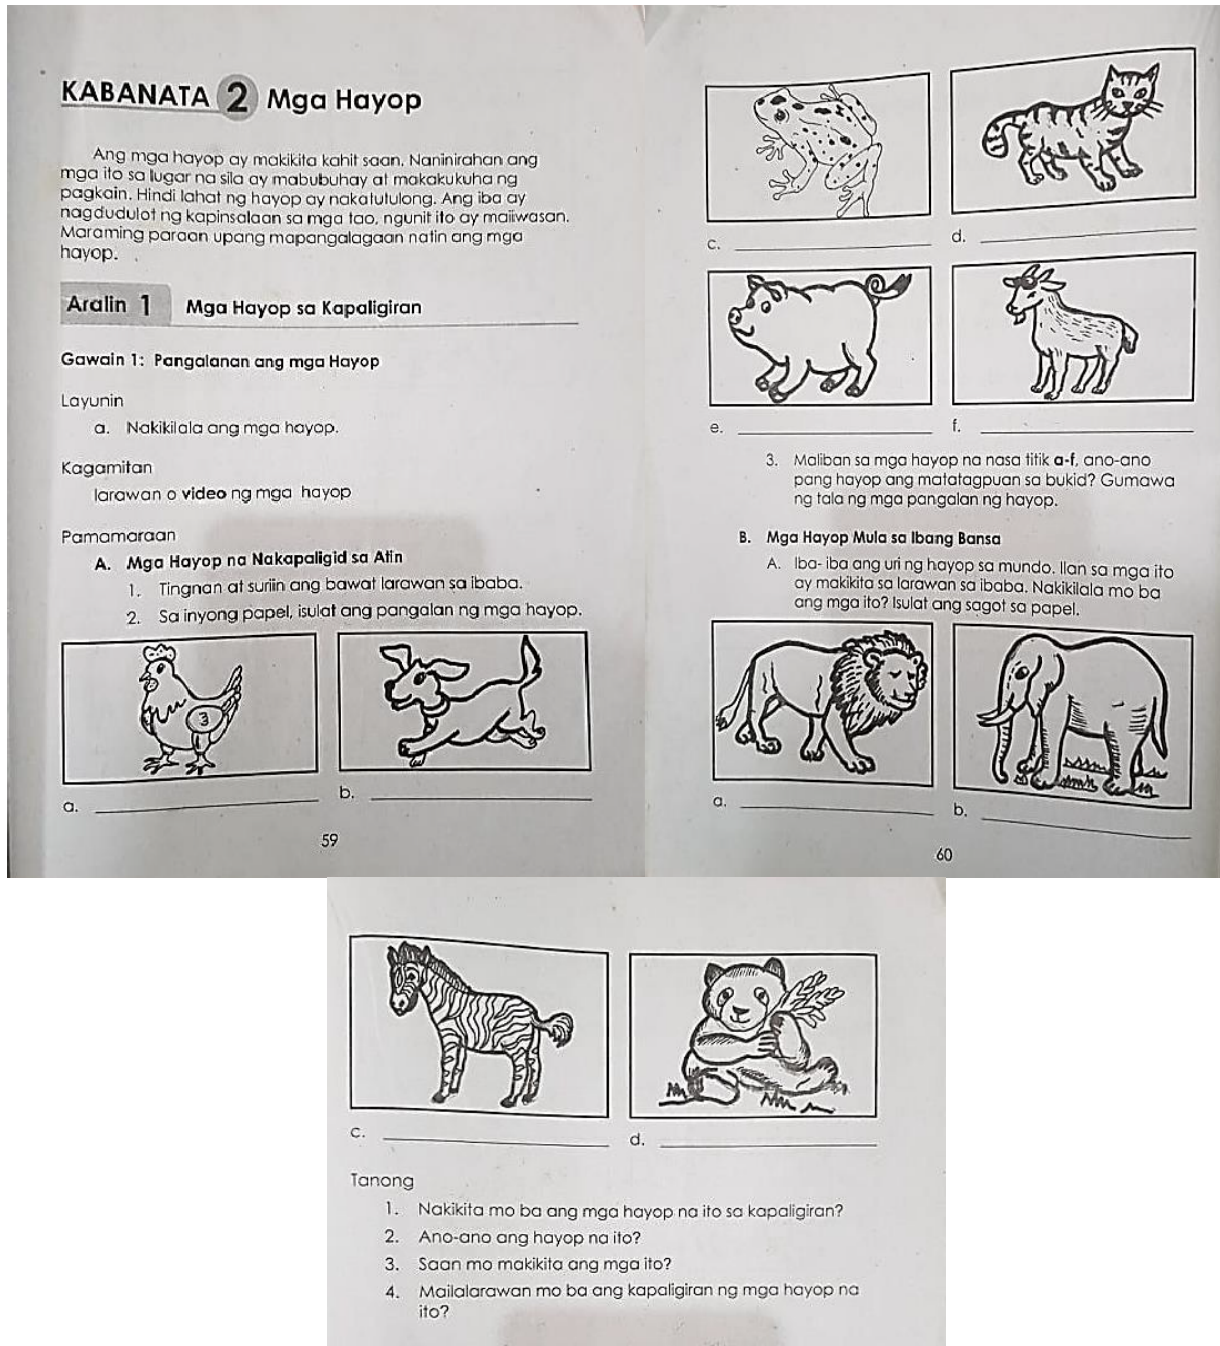 KABANATA 2 Mga Hayop
Ang mga hayop ay makikita kahit saan. Naninirahan ang
mga ito sa lugar na sila ay mabubuhay at makakukuha ng
pagkain. Hindi lahat ng hayop ay nakatutulong. Ang iba ay
nagdudulot ng kapinsalaan sa mga tao, ngunit ito ay maiiwasan.
Maraming paraan upang mapangalagaan natin ang mga
hayop.
Aralin 1 Mga Hayop sa Kapaligiran
Gawain 1: Pangalanan ang mga Hayop
Layunin
a. Nakikilala ang mga hayop.
Kagamitan
larawan o video ng mga hayop
Pamamaraan
A. Mga Hayop na Nakapaligid sa Atin
1. Tingnan at suriin ang bawat larawan sa ibaba.
2. Sa inyong papel, isulat ang pangalan ng mga hayop.
3
a. ____________ b. ____________
59
c. ____________ d. ____________
e. ____________ f. ____________
3. Maliban sa mga hayop na nasa titik a-f, ano-ano
pang hayop ang matatagpuan sa bukid? Gumawa
ng tala ng mga pangalan ng hayop.
B. Mga Hayop Mula sa Ibang Bansa
A. Iba- iba ang uri ng hayop sa mundo. Ilan sa mga ito
ay makikita sa larawan sa ibaba. Nakikilala mo ba
ang mga ito? Isulat ang sagot sa papel.
a. ____________ b. ____________
60
c. ____________ d. ____________
Tanong
1. Nakikita mo ba ang mga hayop na ito sa kapaligiran?
2. Ano-ano ang hayop na ito?
3. Saan mo makikita ang mga ito?
4. Mailalarawan mo ba ang kapaligiran ng mga hayop na
ito?